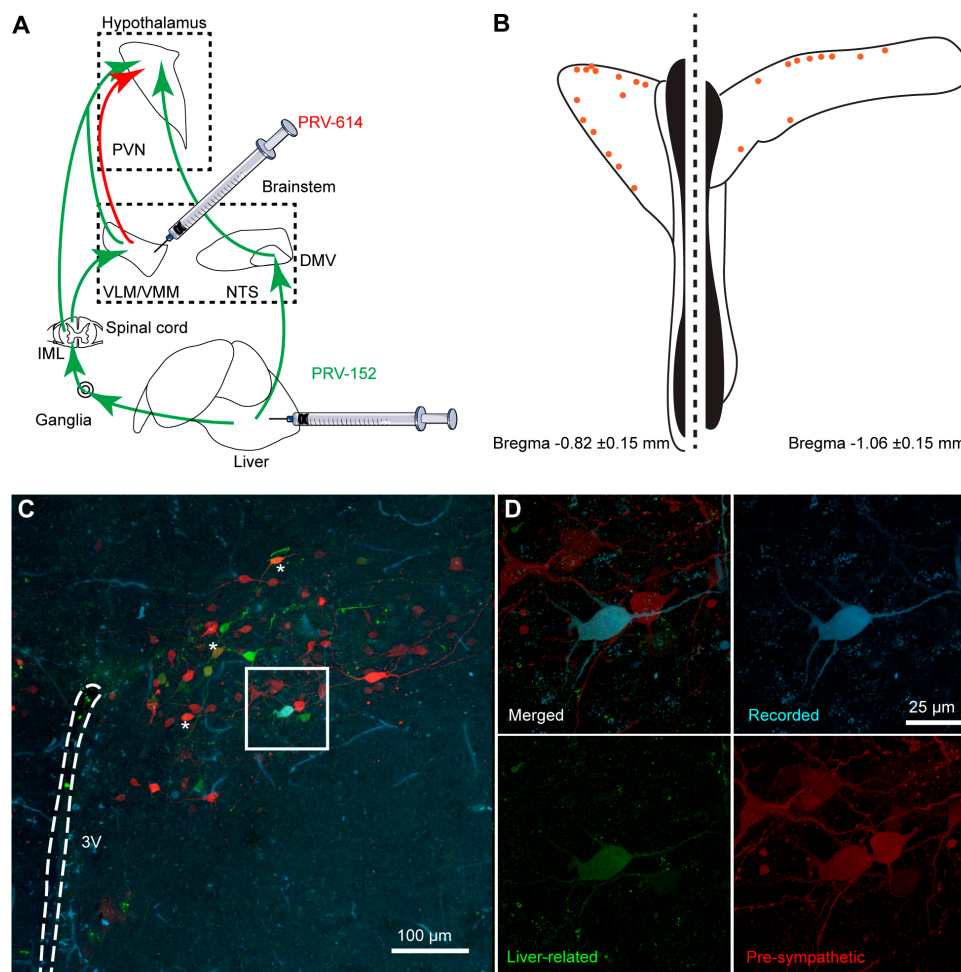 A
Hypothalamus
PVN
PRV-614
Brainstem
DMV
VLM/VMM
NTS
Spinal cord
IML
PRV-152
Ganglia
Liver
B
Bregma -0.82 ±0.15 mm
Bregma -1.06 ±0.15 mm
C
*
*
*
3V
100 µm
D
Merged
Recorded
25 µm
Liver-related
Pre-sympathetic